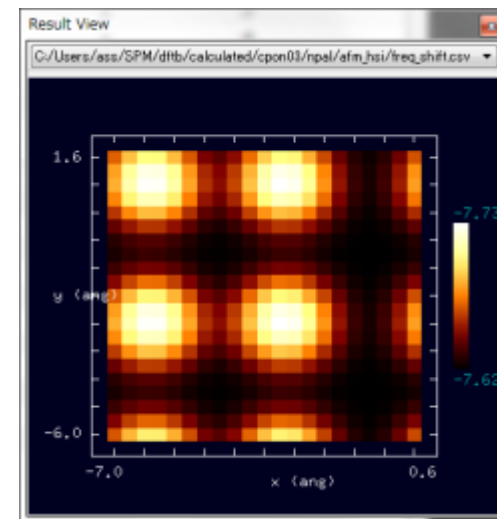 Result View
C:/Users/ass/SPM/dftb/calculated/cpon03/npal/afm_hsi/freq_shift.csv
1.6
-7.73
y (ang)
-7.62
-6.0
-7.0
0.6
x (ang)